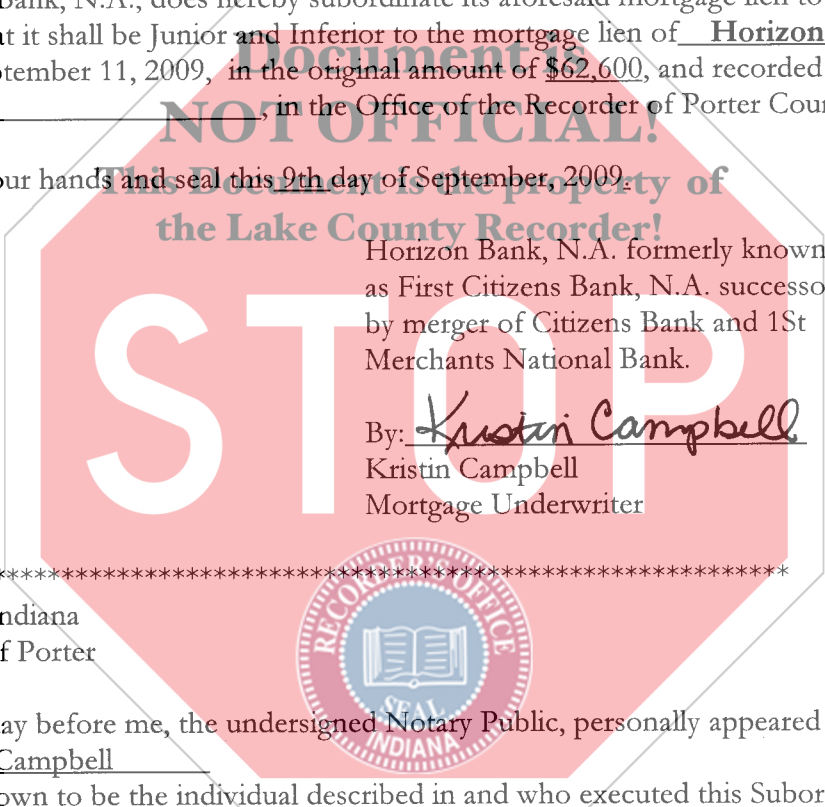 Bank, N.A., does hereby subordinate its aforesaid mortgage lien to
at it shall be Junior and Inferior to the mortgage lien of Horizon
Document is
ptember 11, 2009, in the original amount of $62,600, and recorded
NOT OFFICIAL!
, in the Office of the Recorder of Porter Cou
This Document is the property of
our hands and seal this 9th day of September, 2009.
the Lake County Recorder!
Horizon Bank, N.A. formerly known
as First Citizens Bank, N.A. successo
by merger of Citizens Bank and 1St
Merchants National Bank.
STOP
By: Kristin Campbell
Kristin Campbell
Mortgage Underwriter
************************************************************
RECORDER'S OFFICE
SEAL
INDIANA
ndiana
f Porter
ay before me, the undersigned Notary Public, personally appeared
Campbell
own to be the individual described in and who executed this Subor